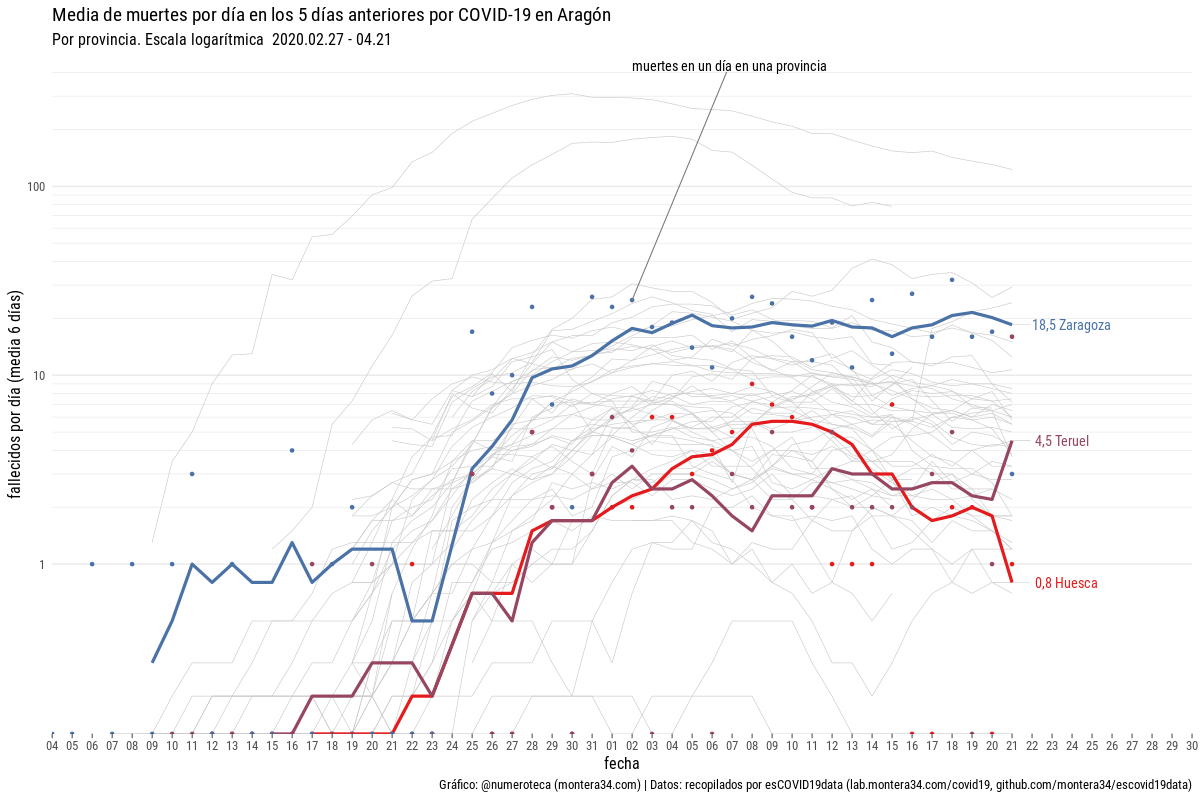 Media de muertes por día en los 5 días anteriores por COVID-19 en Aragón
Por provincia. Escala logarítmica 2020.02.27 - 04.21
muertes en un día en una provincia
100
10
1
fallecidos por día (media 6 días)
18,5 Zaragoza
4,5 Teruel
0,8 Huesca
04 05 06 07 08 09 10 11 12 13 14 15 16 17 18 19 20 21 22 23 24 25 26 27 28 29 30 31 01 02 03 04 05 06 07 08 09 10 11 12 13 14 15 16 17 18 19 20 21 22 23 24 25 26 27 28 29 30
fecha
Gráfico: @numeroteca (montera34.com) | Datos: recopilados por esCOVID19data (lab.montera34.com/covid19, github.com/montera34/escovid19data)